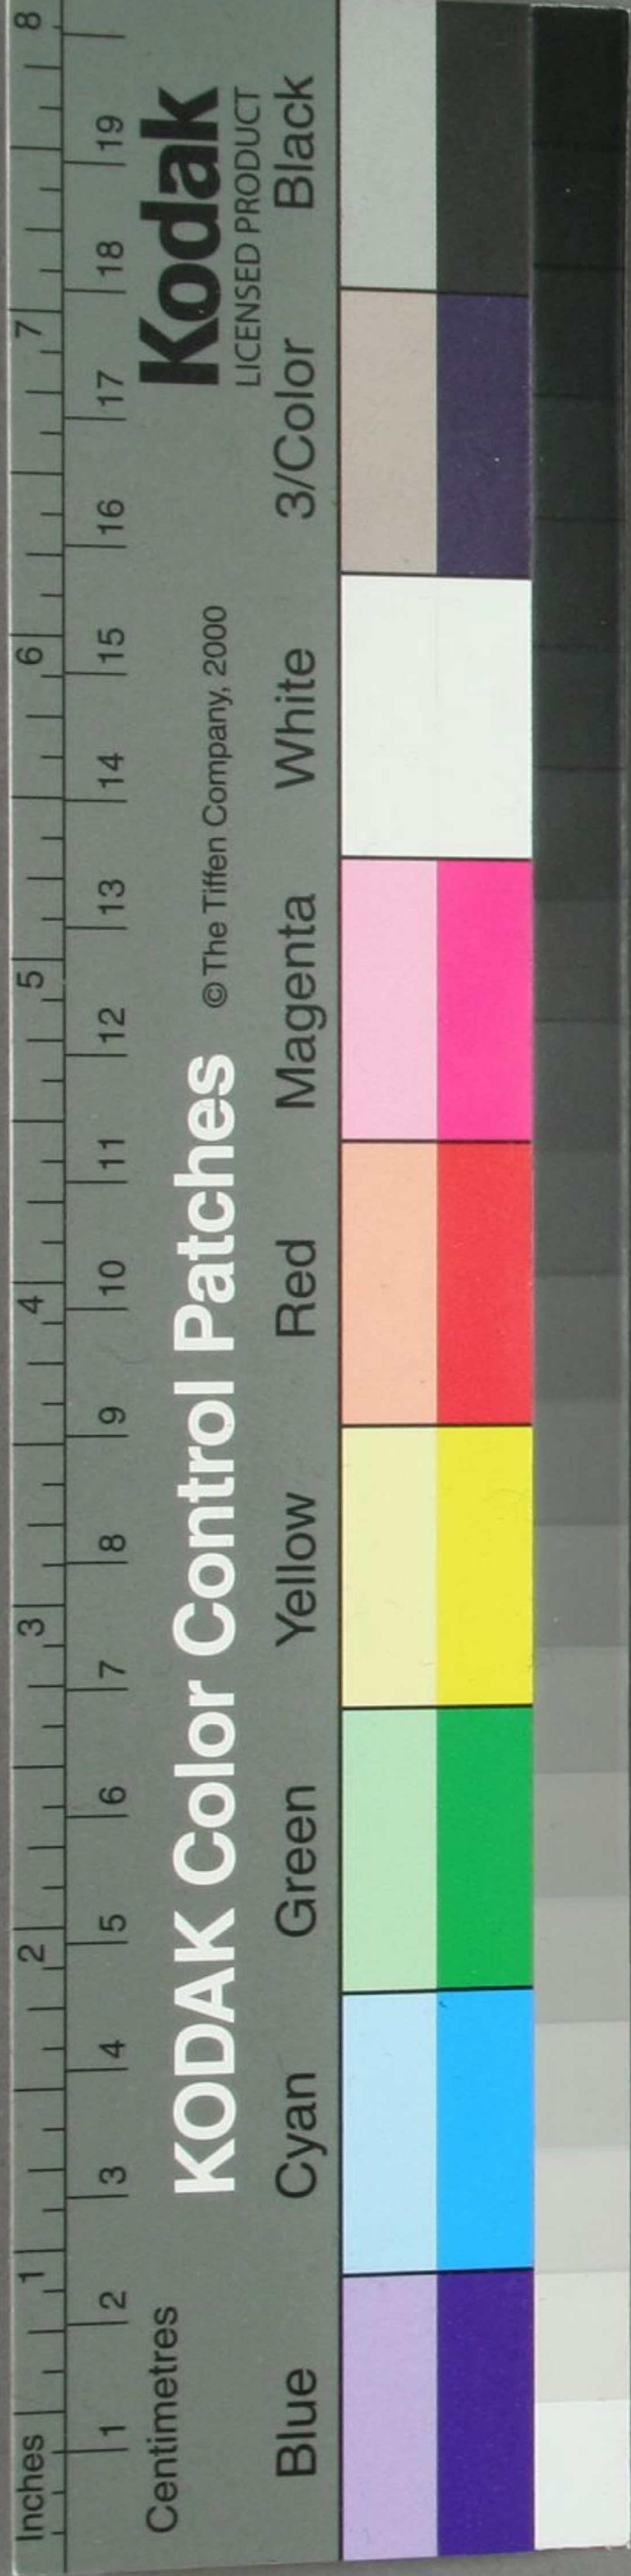 Inches 1 2 3 4 5 6 7 8
1 2 3 4 5 6 7 8 9 10 11 12 13 14 15 16 17 18 19
Centimetres
KODAK Color Control Patches
© The Tiffen Company, 2000
Kodak
LICENSED PRODUCT
Blue Cyan Green Yellow Red Magenta White 3/Color Black